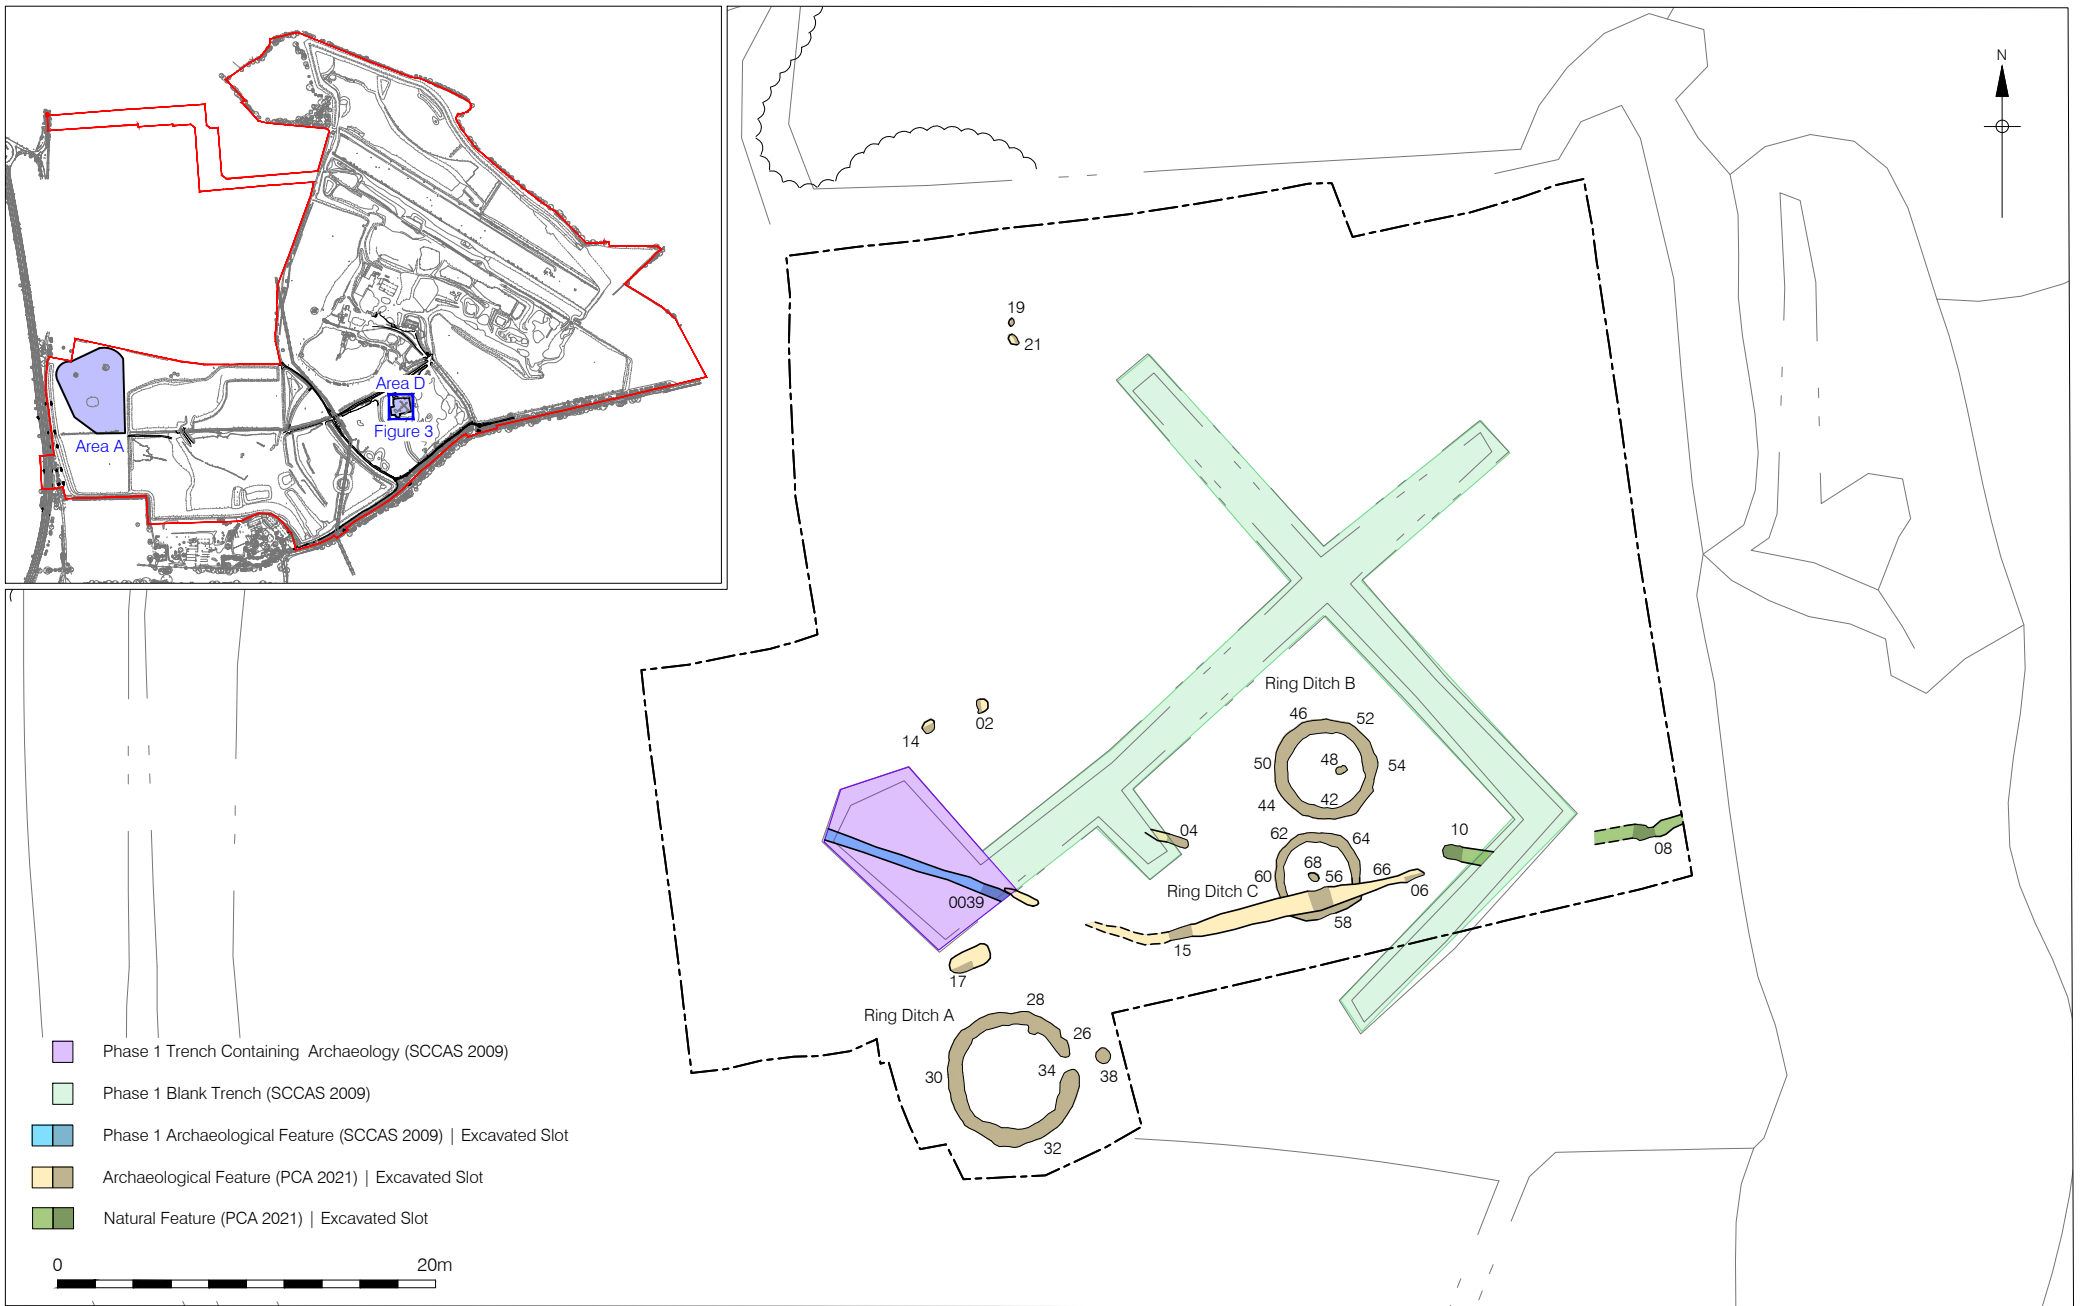 Area A
Area D
Figure 3
N
19
21
02
14
Ring Ditch B
46
52
50
48
54
44
42
04
62
64
10
08
68
60
56
66
06
Ring Ditch C
58
15
0039
17
Ring Ditch A
28
26
34
38
30
32
Phase 1 Trench Containing Archaeology (SCCAS 2009)
Phase 1 Blank Trench (SCCAS 2009)
Phase 1 Archaeological Feature (SCCAS 2009) | Excavated Slot
Archaeological Feature (PCA 2021) | Excavated Slot
Natural Feature (PCA 2021) | Excavated Slot
0
20m